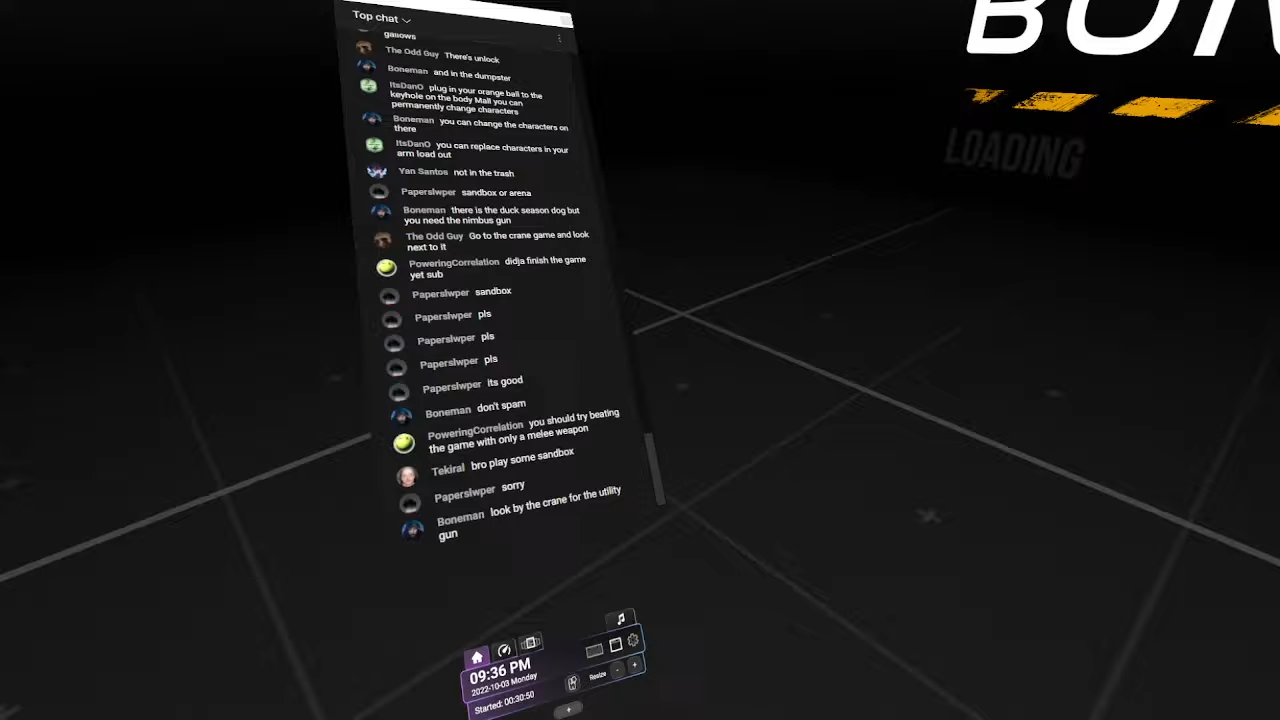 Top chat
gallows
The Odd Guy There's unlock
Boneman and in the dumpster
ItsDanO plug in your orange ball to the
keyhole on the body Mall you can
permanently change characters
Boneman you can change the characters on
there
ItsDanO you can replace characters in your
arm load out
Yan Santos not in the trash
Paperslwper sandbox or arena
Boneman there is the duck season dog but
you need the nimbus gun
The Odd Guy Go to the crane game and look
next to it
PoweringCorrelation didja finish the game
yet sub
Paperslwper sandbox
Paperslwper pls
Paperslwper pls
Paperslwper pls
Paperslwper its good
Boneman don't spam
PoweringCorrelation you should try beating
the game with only a melee weapon
Tekiral bro play some sandbox
Paperslwper sorry
Boneman look by the crane for the utility
gun
BON
LOADING
09:36 PM
2022-10-03 Monday
Started: 00:30:50
Resize - +
+